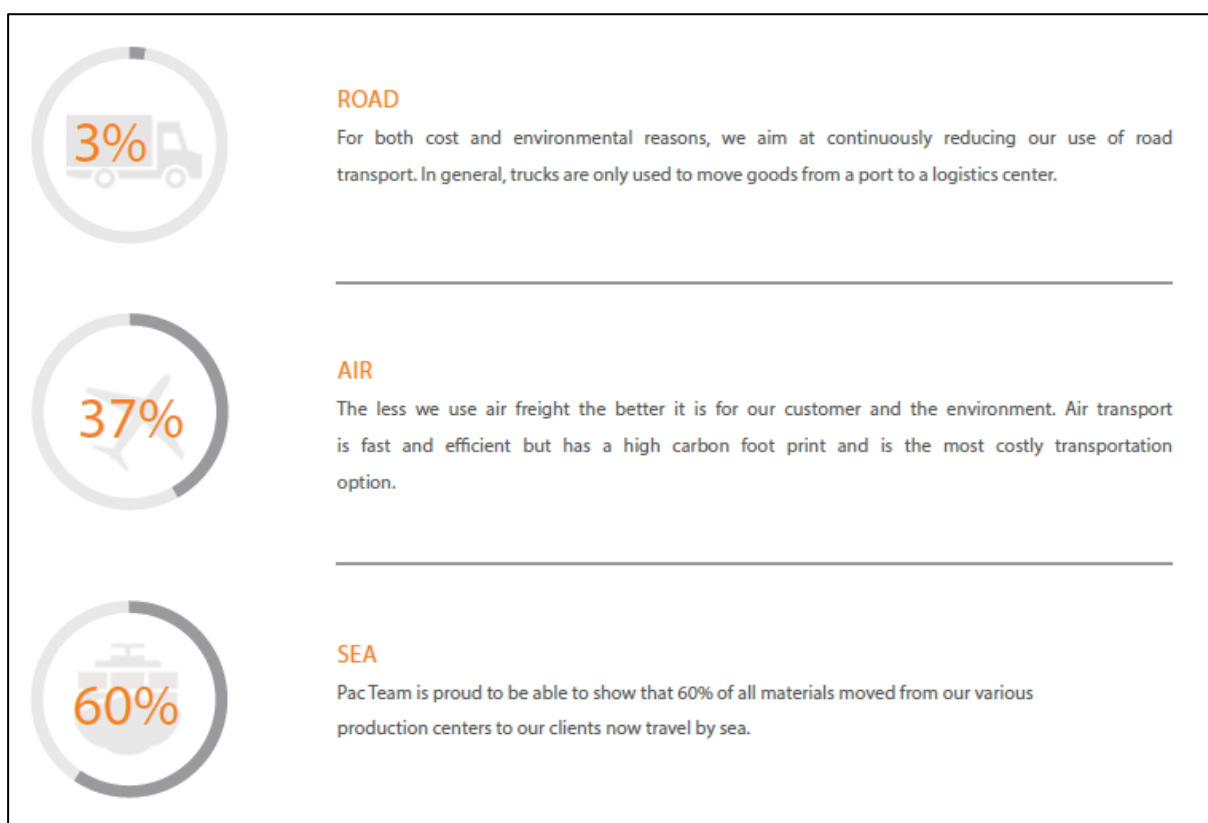 3%
ROAD
For both cost and environmental reasons, we aim at continuously reducing our use of road
transport. In general, trucks are only used to move goods from a port to a logistics center.
37%
AIR
The less we use air freight the better it is for our customer and the environment. Air transport
is fast and efficient but has a high carbon foot print and is the most costly transportation
option.
60%
SEA
Pac Team is proud to be able to show that 60% of all materials moved from our various
production centers to our clients now travel by sea.